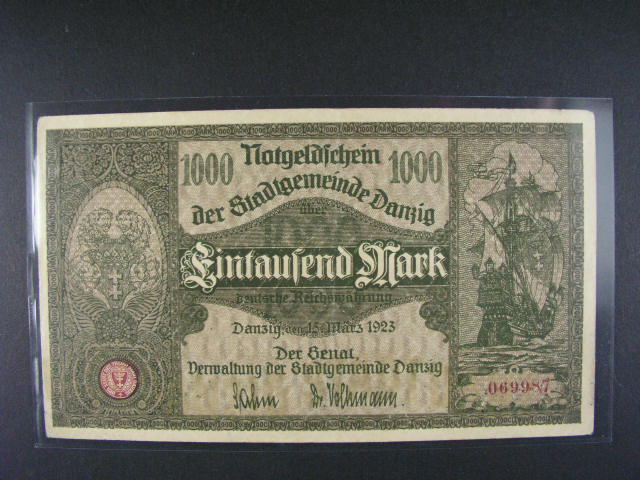 1000 Notgeldschein 1000
der Stadtgemeinde Danzig
über
Eintausend Mark
deutsche Reichswährung
Danzig, den 15. März 1923
Der Senat,
Verwaltung der Stadtgemeinde Danzig
Sahm Dr. Volkmann.
069987